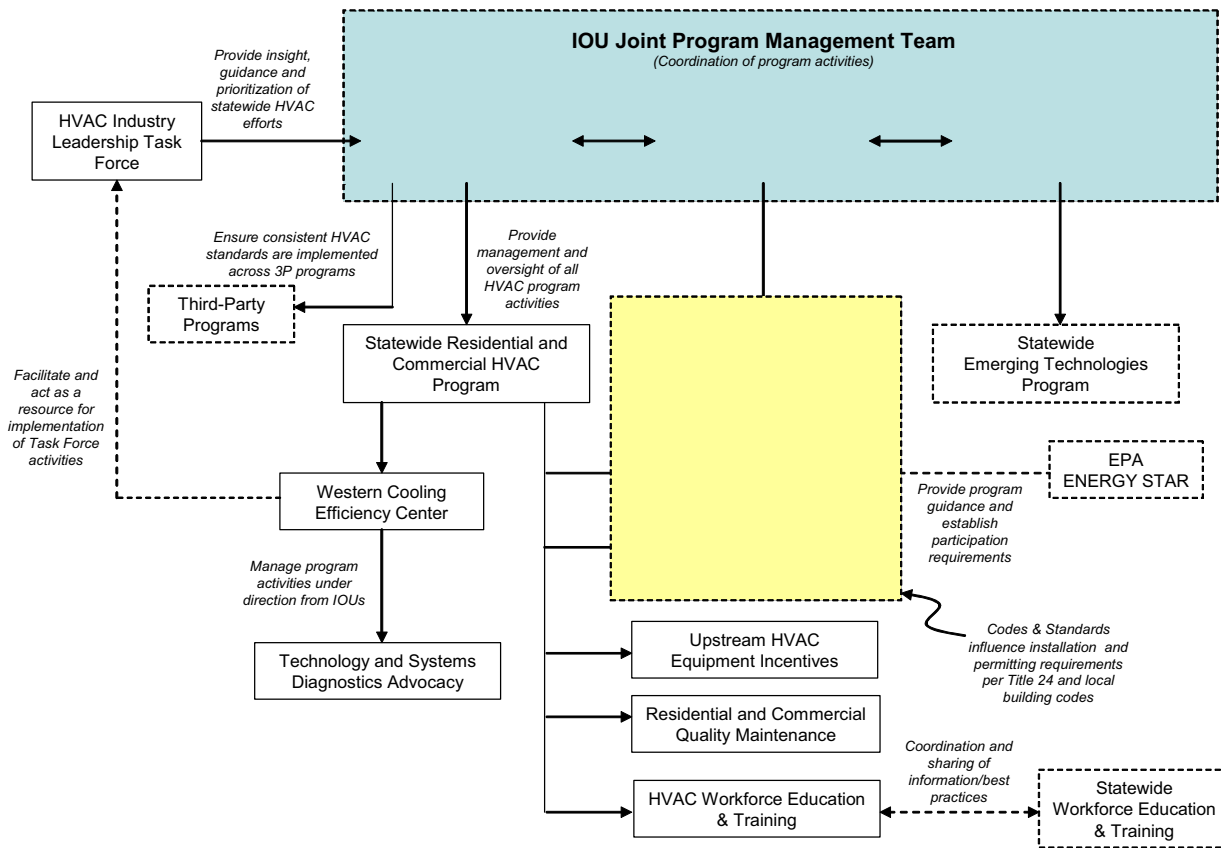 IOU Joint Program Management Team
(Coordination of program activities)
Provide insight,
guidance and
prioritization of
statewide HVAC
efforts
HVAC Industry
Leadership Task
Force
Ensure consistent HVAC
standards are implemented
across 3P programs
Provide
management and
oversight of all
HVAC program
activities
Third-Party
Programs
Statewide Residential and
Commercial HVAC
Program
Statewide
Emerging Technologies
Program
Facilitate and
act as a
resource for
implementation
of Task Force
activities
Western Cooling
Efficiency Center
EPA
ENERGY STAR
Provide program
guidance and
establish
participation
requirements
Manage program
activities under
direction from IOUs
Technology and Systems
Diagnostics Advocacy
Upstream HVAC
Equipment Incentives
Codes & Standards
influence installation and
permitting requirements
per Title 24 and local
building codes
Residential and Commercial
Quality Maintenance
Coordination and
sharing of
information/best
practices
HVAC Workforce Education
& Training
Statewide
Workforce Education
& Training